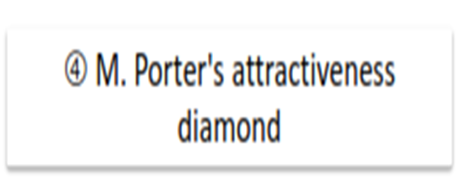 ④ M. Porter's attractiveness
diamond